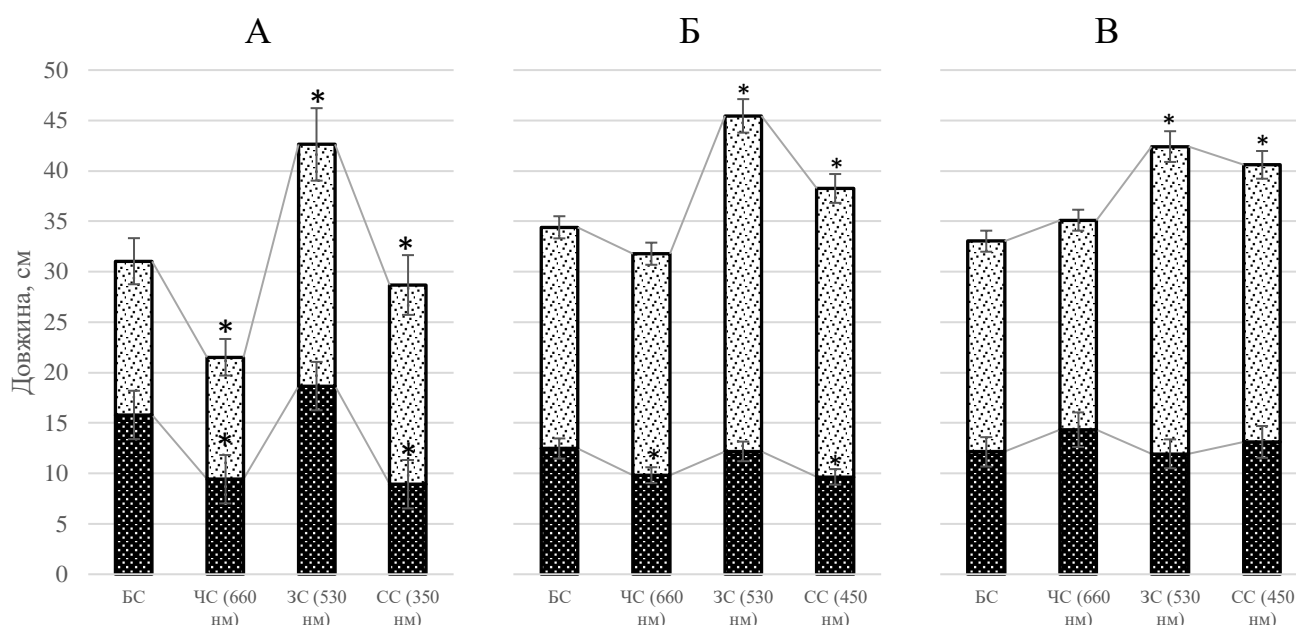 А
Б
В
Довжина, см
50
45
40
35
30
25
20
15
10
5
0
*
*
*
*
*
*
*
*
*
*
*
БС
ЧС (660
нм)
ЗС (530
нм)
СС (350
нм)
БС
ЧС (660
нм)
ЗС (530
нм)
СС (450
нм)
БС
ЧС (660
нм)
ЗС (530
нм)
СС (450
нм)